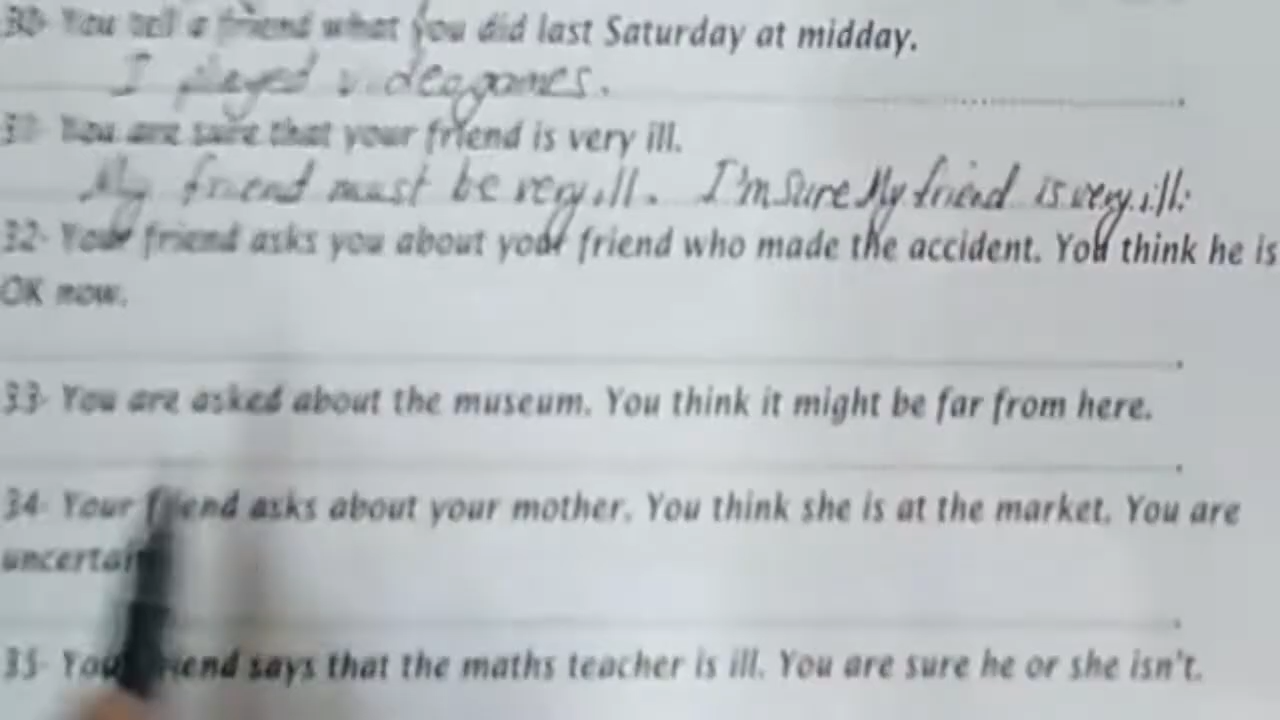 30- You tell a friend what you did last Saturday at midday.
I played videogames.
31- You are sure that your friend is very ill.
My friend must be very ill. I'm Sure My friend is very ill.
32- Your friend asks you about your friend who made the accident. You think he is
OK now.
33- You are asked about the museum. You think it might be far from here.
34- Your friend asks about your mother. You think she is at the market. You are
uncertain
35- Your friend says that the maths teacher is ill. You are sure he or she isn't.